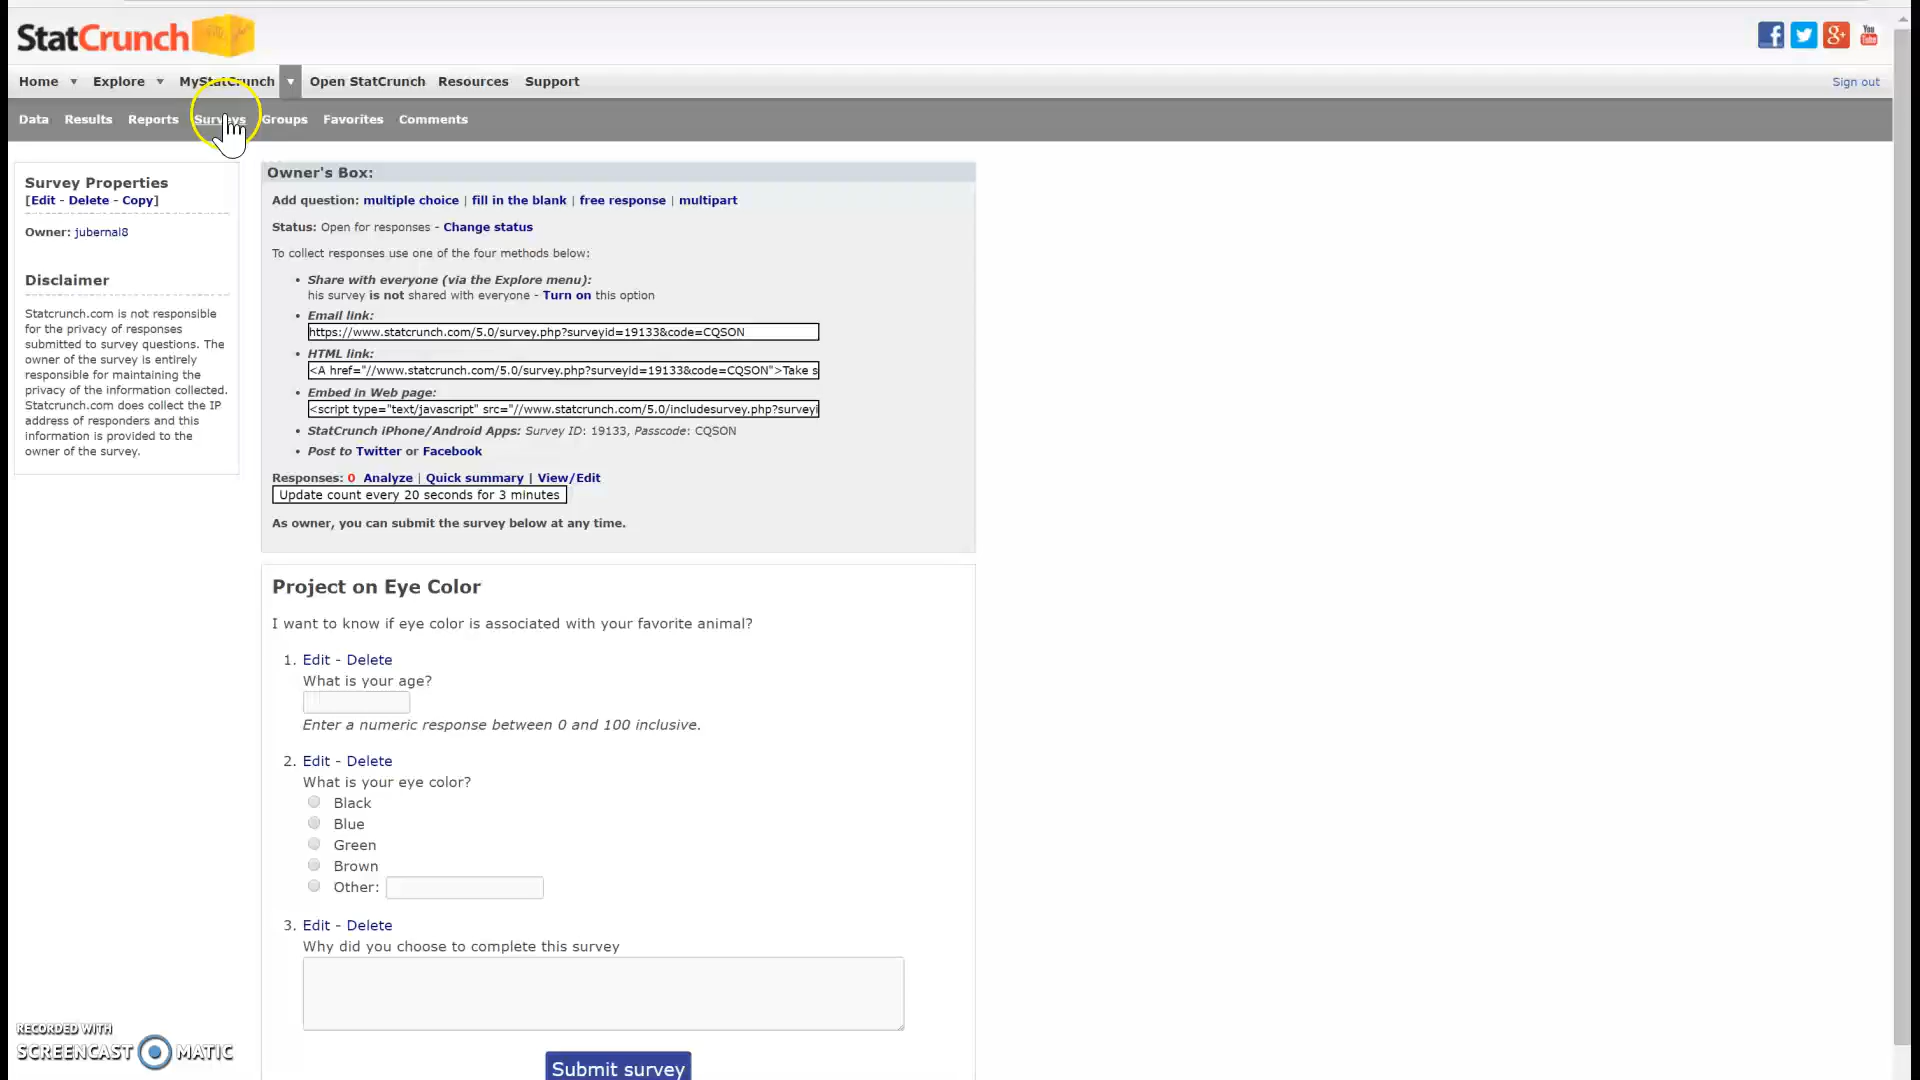 StatCrunch
Home Explore MyStatCrunch Open StatCrunch Resources Support Sign out
Data Results Reports Surveys Groups Favorites Comments
Survey Properties
[Edit - Delete - Copy]
Owner: jubernal8
Disclaimer
Statcrunch.com is not responsible
for the privacy of responses
submitted to survey questions. The
owner of the survey is entirely
responsible for maintaining the
privacy of the information collected.
Statcrunch.com does collect the IP
address of responders and this
information is provided to the
owner of the survey.
Owner's Box:
Add question: multiple choice | fill in the blank | free response | multipart
Status: Open for responses - Change status
To collect responses use one of the four methods below:
• Share with everyone (via the Explore menu):
his survey is not shared with everyone - Turn on this option
• Email link:
https://www.statcrunch.com/5.0/survey.php?surveyid=19133&code=CQSON
• HTML link:
<A href="//www.statcrunch.com/5.0/survey.php?surveyid=19133&code=CQSON">Take s
• Embed in Web page:
<script type="text/javascript" src="//www.statcrunch.com/5.0/includesurvey.php?surveyi
• StatCrunch iPhone/Android Apps: Survey ID: 19133, Passcode: CQSON
• Post to Twitter or Facebook
Responses: 0 Analyze | Quick summary | View/Edit
Update count every 20 seconds for 3 minutes
As owner, you can submit the survey below at any time.
Project on Eye Color
I want to know if eye color is associated with your favorite animal?
1. Edit - Delete
What is your age?
Enter a numeric response between 0 and 100 inclusive.
2. Edit - Delete
What is your eye color?
Black
Blue
Green
Brown
Other:
3. Edit - Delete
Why did you choose to complete this survey
Submit survey
RECORDED WITH
SCREENCAST MATIC